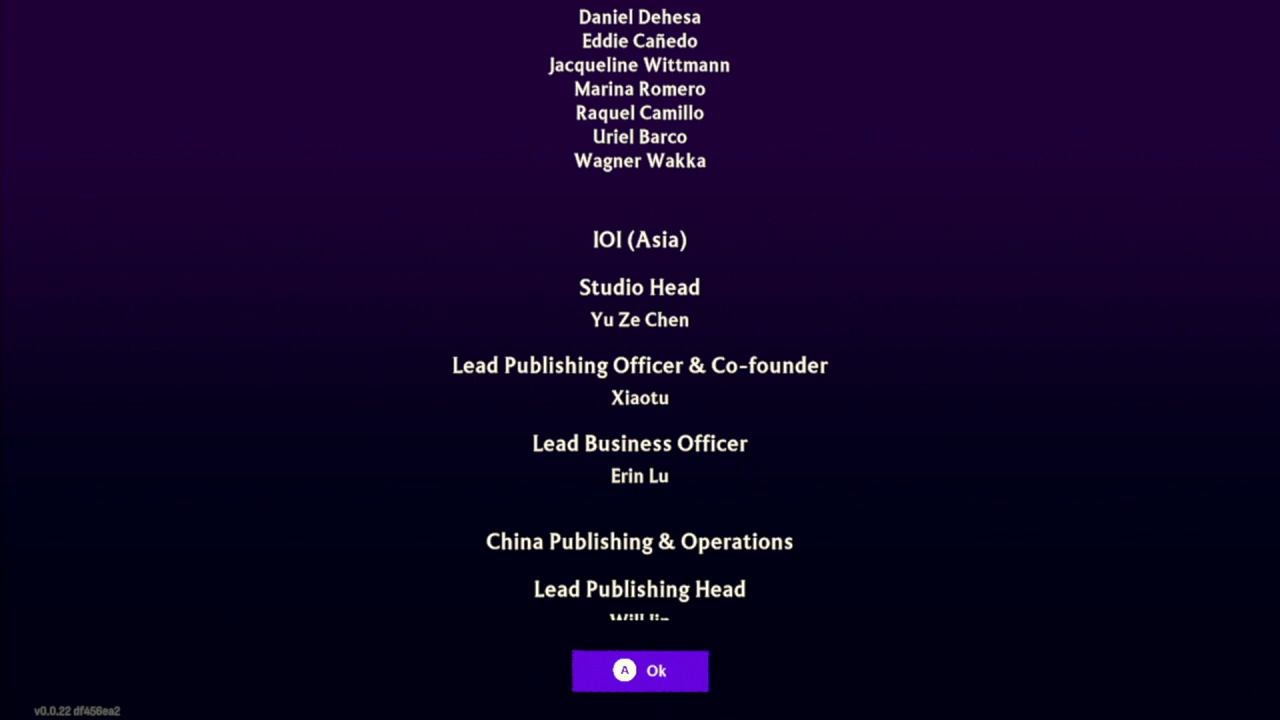 Daniel Dehesa
Eddie Cañedo
Jacqueline Wittmann
Marina Romero
Raquel Camillo
Uriel Barco
Wagner Wakka
IOI (Asia)
Studio Head
Yu Ze Chen
Lead Publishing Officer & Co-founder
Xiaotu
Lead Business Officer
Erin Lu
China Publishing & Operations
Lead Publishing Head
A Ok
v0.0.22 df456ea2